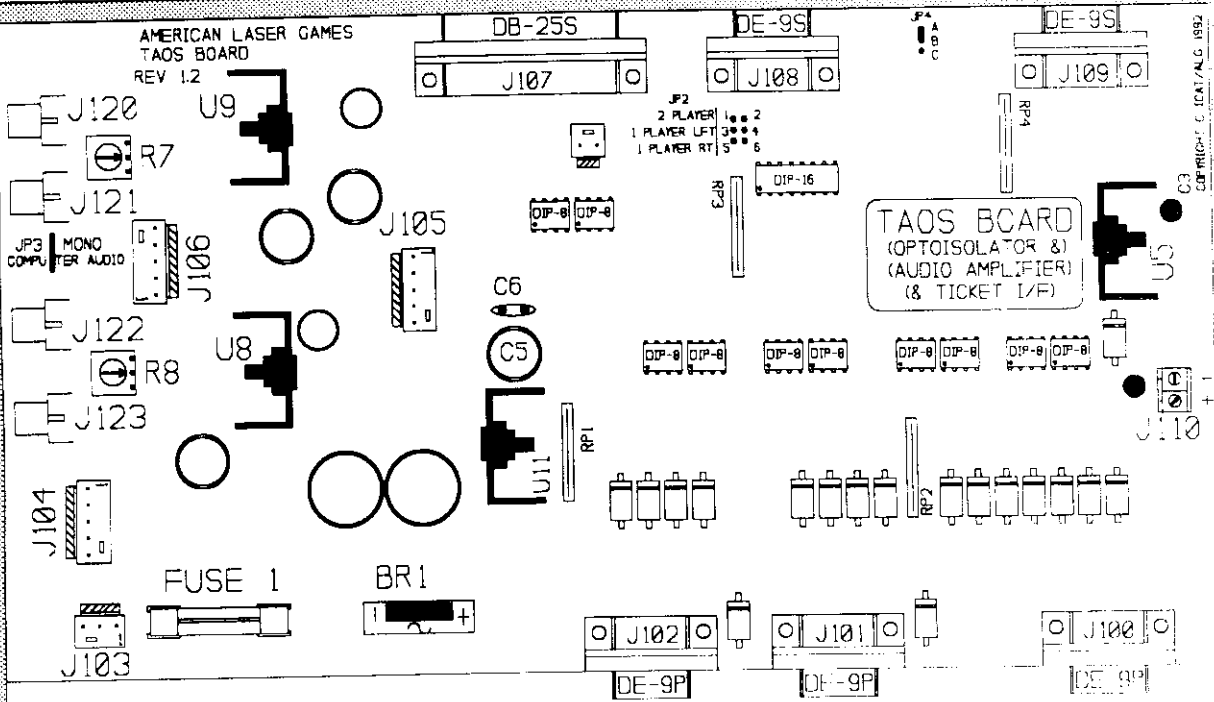 AMERICAN LASER GAMES
TAOS BOARD
REV 1.2
DB-25S
J107
DE-9S
J108
JP4
A
B
C
DE-9S
J109
J120
R7
J121
U9
JP2
2 PLAYER 1 2
1 PLAYER LFT 3 4
1 PLAYER RT 5 6
DIP-16
RP3
RP4
C3
DIP-8 DIP-8
JP3 MONO
COMPUTER AUDIO
J106
J105
TAOS BOARD
(OPTOISOLATOR &)
(AUDIO AMPLIFIER)
(& TICKET I/F)
U5
C6
C5
J122
R8
J123
U8
DIP-8 DIP-8 DIP-8 DIP-8 DIP-8 DIP-8 DIP-8 DIP-8
+ -
J110
U11
RP1
RP2
J104
FUSE 1
BR1
- +
J103
J102
DE-9P
J101
DE-9P
J100
DE-9P